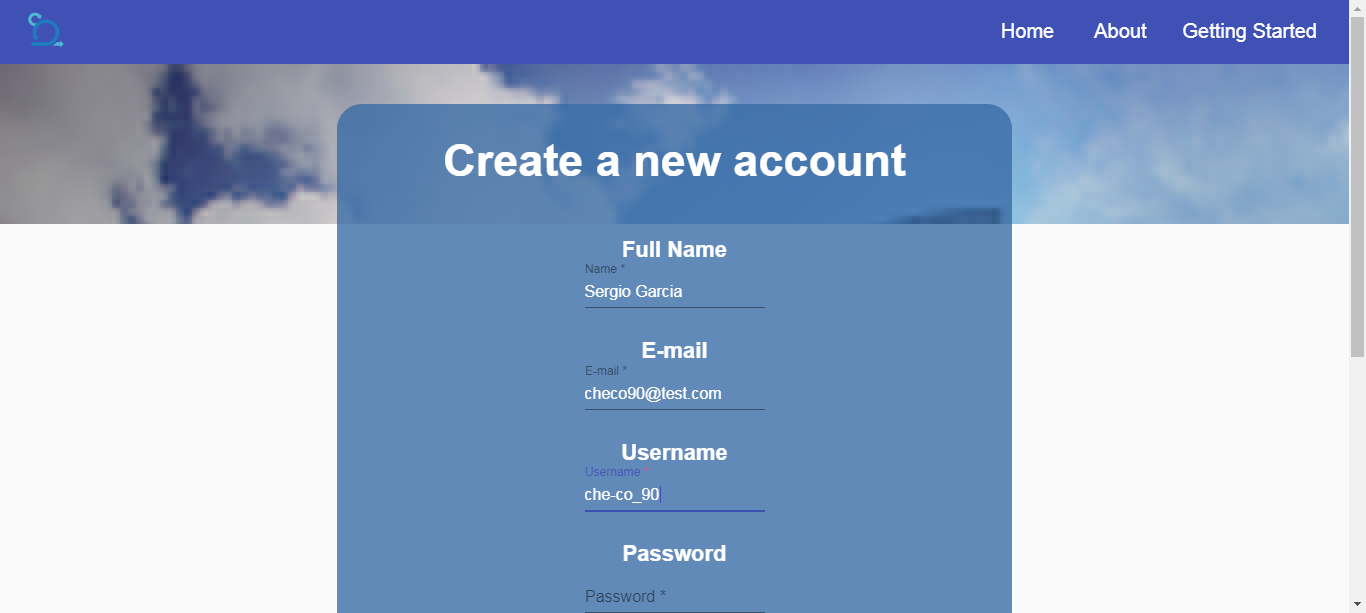 Home About Getting Started
Create a new account
Full Name
Name *
Sergio Garcia
E-mail
E-mail *
checo90@test.com
Username
Username *
che-co_90
Password
Password *